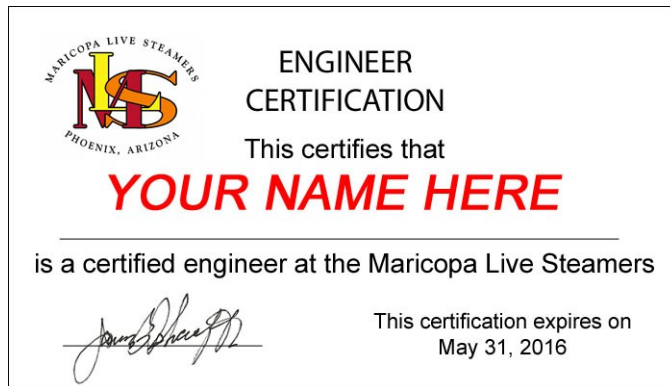 MARICOPA LIVE STEAMERS
MLS
PHOENIX, ARIZONA
ENGINEER
CERTIFICATION
This certifies that
YOUR NAME HERE
is a certified engineer at the Maricopa Live Steamers
This certification expires on
May 31, 2016